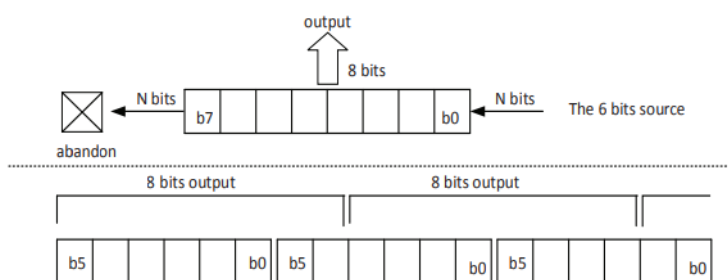 output
8 bits
N bits
b7
b0
N bits
The 6 bits source
abandon
8 bits output
8 bits output
b5
b0
b5
b0
b5
b0